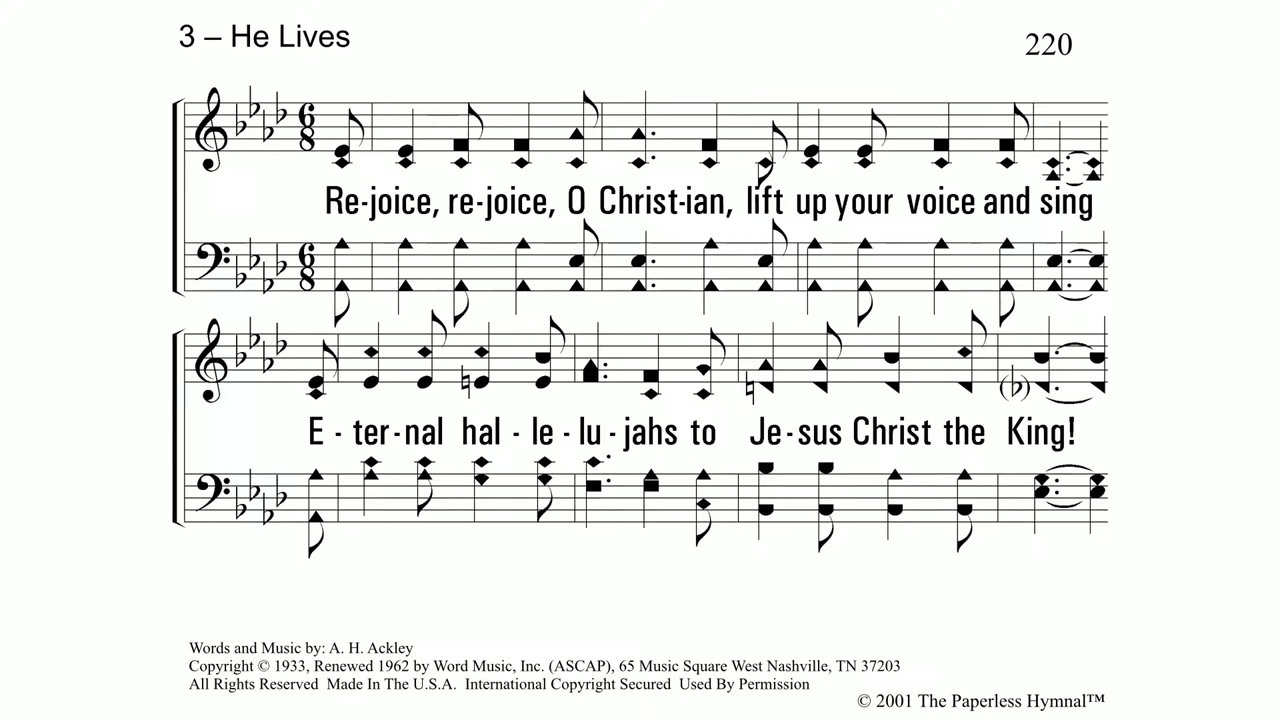 3 – He Lives
220
Re-joice, re-joice, O Christ-ian, lift up your voice and sing
E - ter-nal hal - le - lu - jahs to Je-sus Christ the King!
Words and Music by: A. H. Ackley
Copyright © 1933, Renewed 1962 by Word Music, Inc. (ASCAP), 65 Music Square West Nashville, TN 37203
All Rights Reserved Made In The U.S.A. International Copyright Secured Used By Permission
© 2001 The Paperless Hymnal™